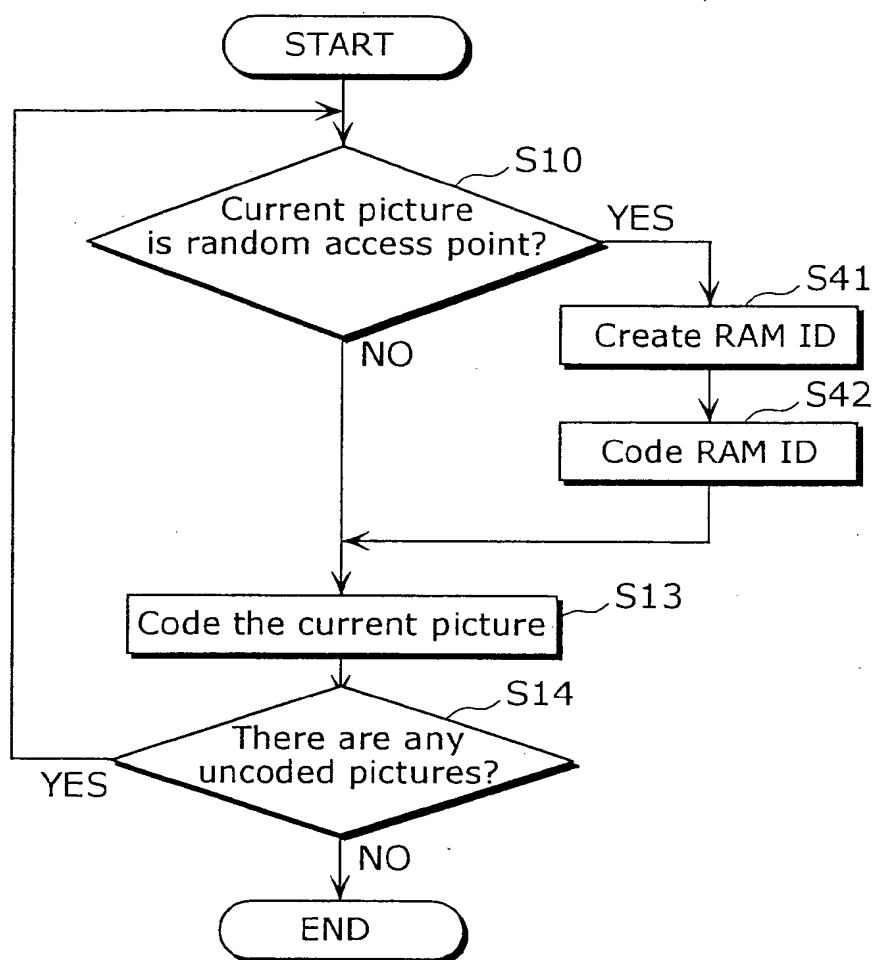 START
S10
Current picture
is random access point?
YES
S41
Create RAM ID
NO
S42
Code RAM ID
S13
Code the current picture
S14
There are any
uncoded pictures?
YES
NO
END